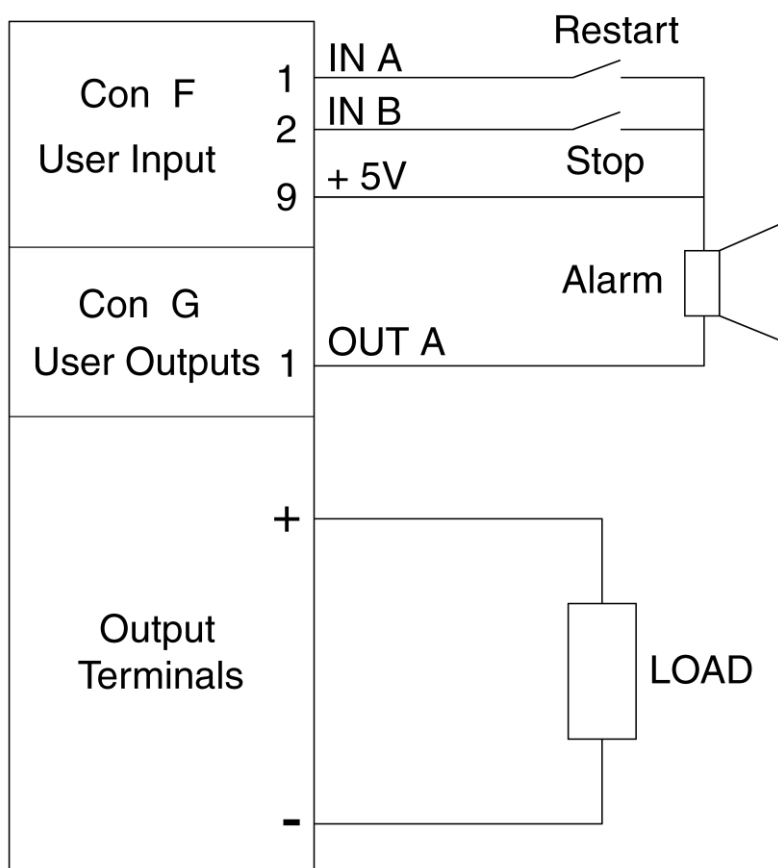 Restart
Con F
1
IN A
2
IN B
User Input
Stop
9
+ 5V
Alarm
Con G
OUT A
User Outputs 1
+
Output
Terminals
LOAD
-